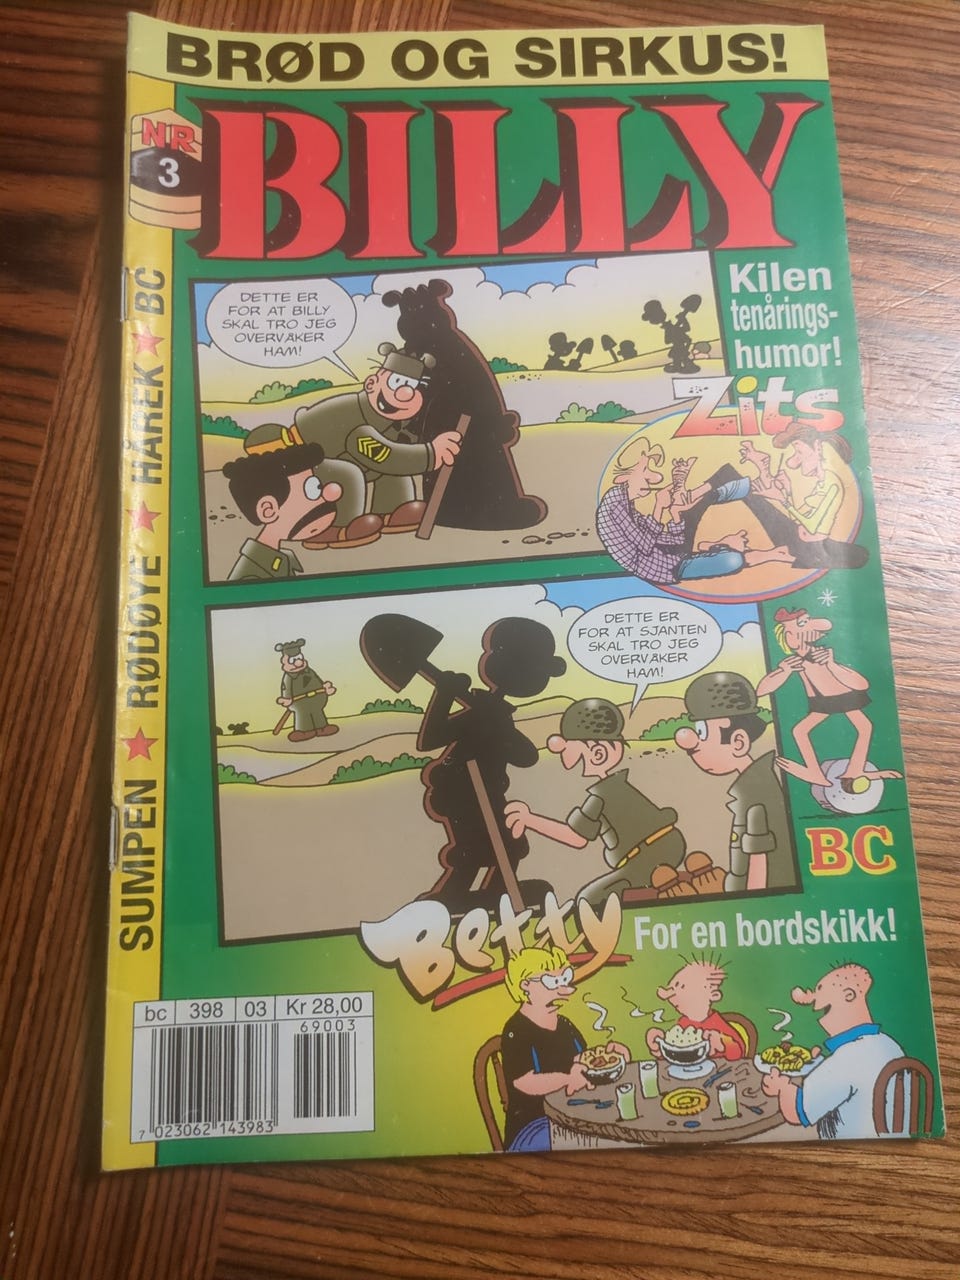 BRØD OG SIRKUS!
NR
3
BILLY
SUMPEN ★ RØDØYE ★ HÅREK ★ BC
DETTE ER
FOR AT BILLY
SKAL TRO JEG
OVERVÅKER
HAM!
Kilen
tenårings-
humor!
Zits
DETTE ER
FOR AT SJANTEN
SKAL TRO JEG
OVERVÅKER
HAM!
BC
Betty
For en bordskikk!
bc 398 03 Kr 28,00
69003
7 023062 143983